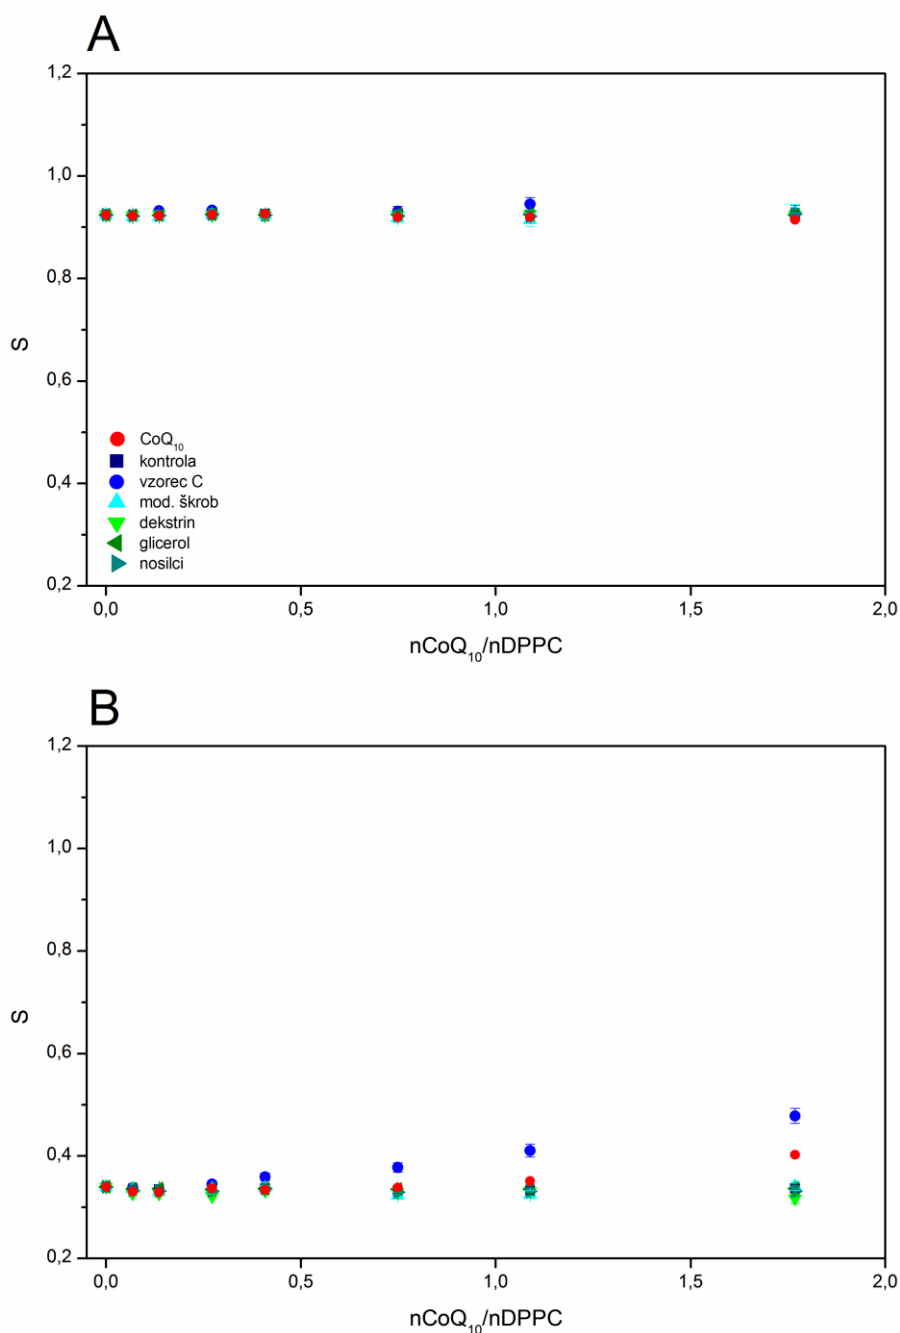 A
1,2
1,0
0,8
S
0,6
0,4
0,2
CoQ₁₀
kontrola
vzorec C
mod. škrob
dekstrin
glicerol
nosilci
0,0 0,5 1,0 1,5 2,0
nCoQ₁₀/nDPPC
B
1,2
1,0
0,8
S
0,6
0,4
0,2
0,0 0,5 1,0 1,5 2,0
nCoQ₁₀/nDPPC